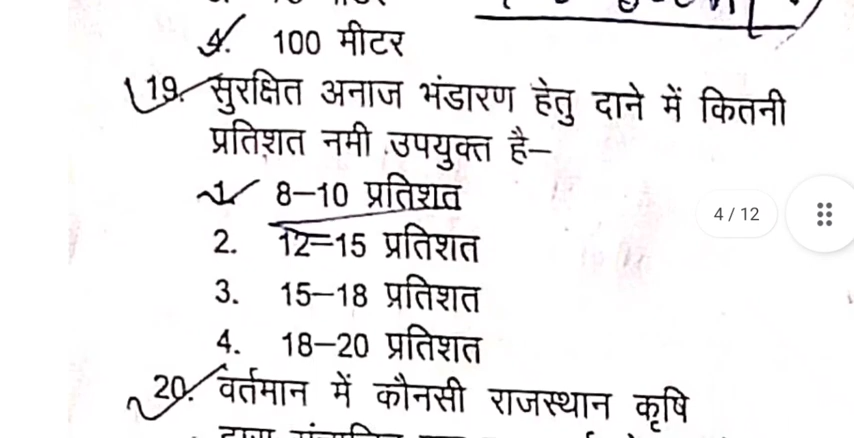 4. 100 मीटर
19. सुरक्षित अनाज भंडारण हेतु दाने में कितनी
प्रतिशत नमी उपयुक्त है–
1. 8–10 प्रतिशत
2. 12–15 प्रतिशत
4/12
3. 15–18 प्रतिशत
4. 18–20 प्रतिशत
20. वर्तमान में कौनसी राजस्थान कृषि